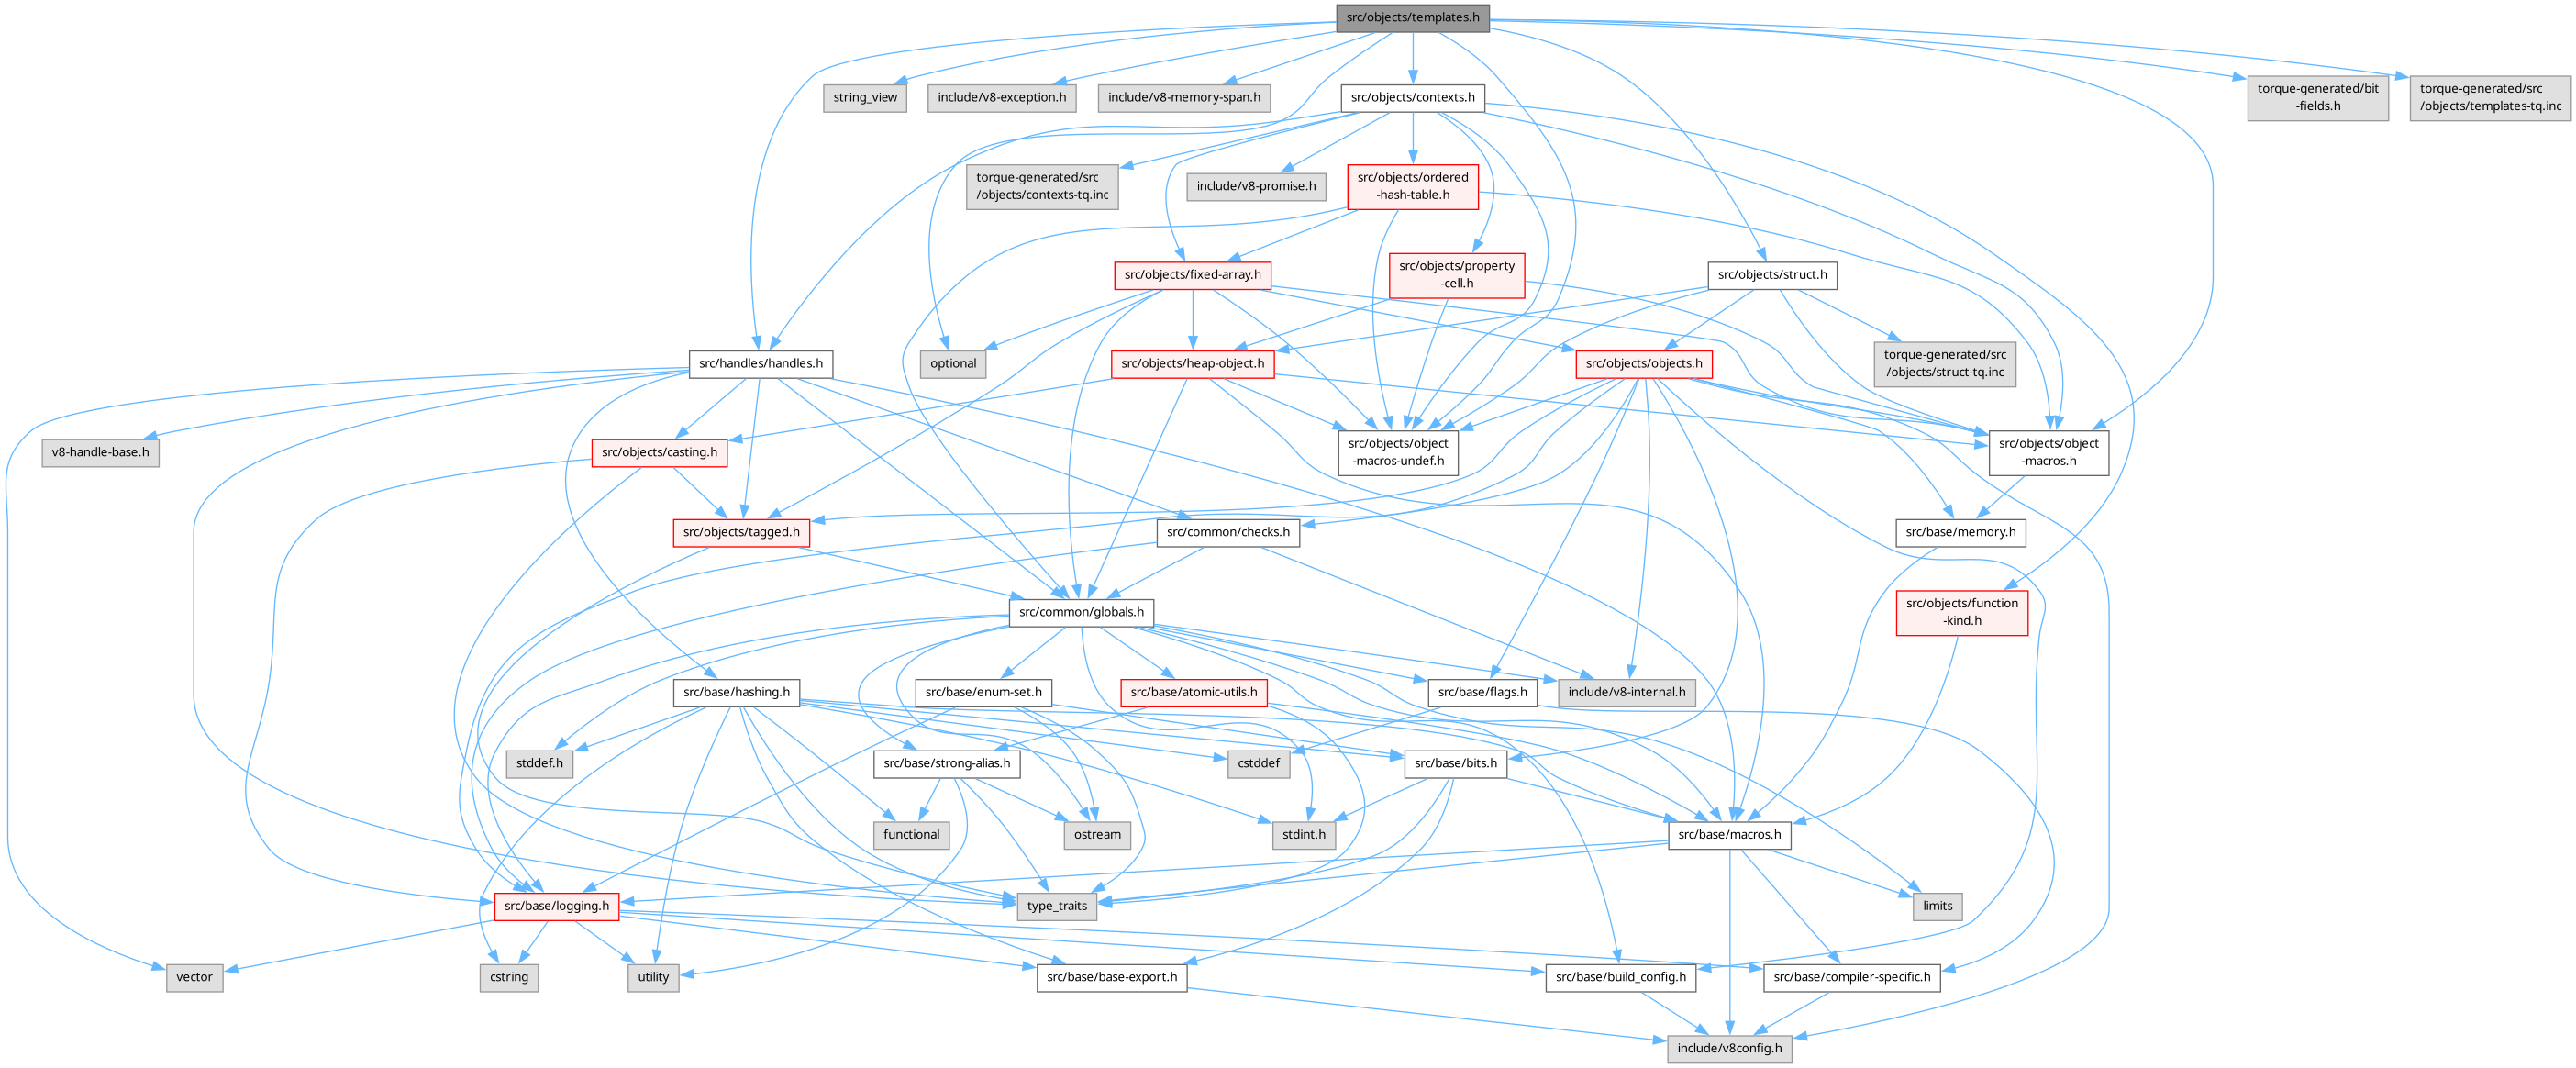 src/objects/templates.h
string_view
include/v8-exception.h
include/v8-memory-span.h
src/objects/contexts.h
torque-generated/bit
-fields.h
torque-generated/src
/objects/templates-tq.inc
torque-generated/src
/objects/contexts-tq.inc
include/v8-promise.h
src/objects/ordered
-hash-table.h
src/objects/fixed-array.h
src/objects/property
-cell.h
src/objects/struct.h
src/handles/handles.h
optional
src/objects/heap-object.h
src/objects/objects.h
torque-generated/src
/objects/struct-tq.inc
v8-handle-base.h
src/objects/casting.h
src/objects/object
-macros-undef.h
src/objects/object
-macros.h
src/objects/tagged.h
src/common/checks.h
src/base/memory.h
src/common/globals.h
src/objects/function
-kind.h
src/base/hashing.h
src/base/enum-set.h
src/base/atomic-utils.h
src/base/flags.h
include/v8-internal.h
stddef.h
src/base/strong-alias.h
cstddef
src/base/bits.h
functional
ostream
stdint.h
src/base/macros.h
src/base/logging.h
type_traits
limits
vector
cstring
utility
src/base/base-export.h
src/base/build_config.h
src/base/compiler-specific.h
include/v8config.h